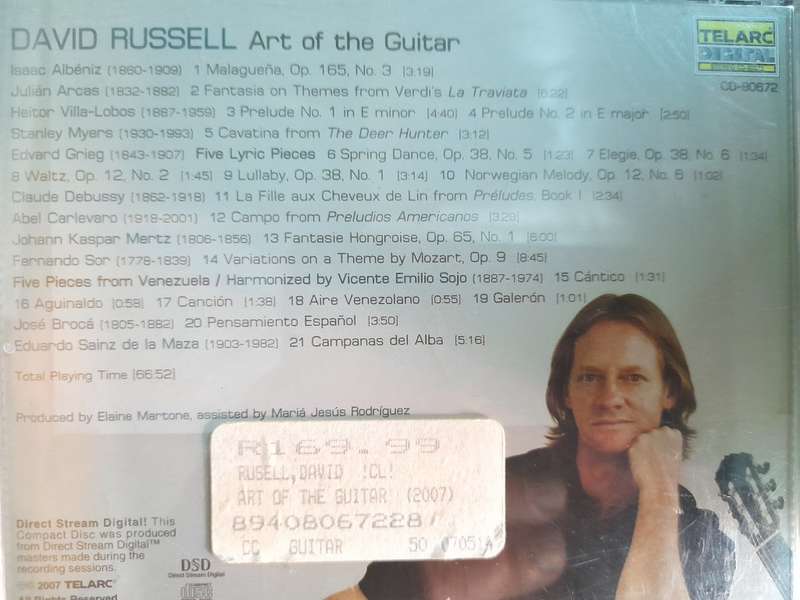 DAVID RUSSELL Art of the Guitar
TELARC
DIGITAL
CD-80672
Isaac Albéniz (1860-1909) 1 Malagueña, Op. 165, No. 3 [3:19]
Julián Arcas (1832-1882) 2 Fantasia on Themes from Verdi's La Traviata [6:22]
Heitor Villa-Lobos (1887-1959) 3 Prelude No. 1 in E minor [4:40] 4 Prelude No. 2 in E major [2:50]
Stanley Myers (1930-1993) 5 Cavatina from The Deer Hunter [3:12]
Edvard Grieg (1843-1907) Five Lyric Pieces 6 Spring Dance, Op. 38, No. 5 [1:23] 7 Elegie, Op. 38, No. 6 [1:34]
8 Waltz, Op. 12, No. 2 [1:45] 9 Lullaby, Op. 38, No. 1 [3:14] 10 Norwegian Melody, Op. 12, No. 6 [1:02]
Claude Debussy (1862-1918) 11 La Fille aux Cheveux de Lin from Préludes, Book I [2:34]
Abel Carlevaro (1918-2001) 12 Campo from Preludios Americanos [3:29]
Johann Kaspar Mertz (1806-1856) 13 Fantasie Hongroise, Op. 65, No. 1 [6:00]
Fernando Sor (1778-1839) 14 Variations on a Theme by Mozart, Op. 9 [8:45]
Five Pieces from Venezuela / Harmonized by Vicente Emilio Sojo (1887-1974) 15 Cántico [1:31]
16 Aguinaldo [0:58] 17 Canción [1:38] 18 Aire Venezolano [0:55] 19 Galerón [1:01]
José Brocá (1805-1882) 20 Pensamiento Español [3:50]
Eduardo Sainz de la Maza (1903-1982) 21 Campanas del Alba [5:16]
Total Playing Time [66:52]
Produced by Elaine Martone, assisted by Mariá Jesús Rodríguez
R169.99
RUSELL,DAVID !CL!
ART OF THE GUITAR (2007)
89408067228
CC GUITAR 50 07051
Direct Stream Digital! This
Compact Disc was produced
from Direct Stream Digital™
masters made during the
recording sessions.
DSD
Direct Stream Digital
© 2007 TELARC®
All Rights Reserved